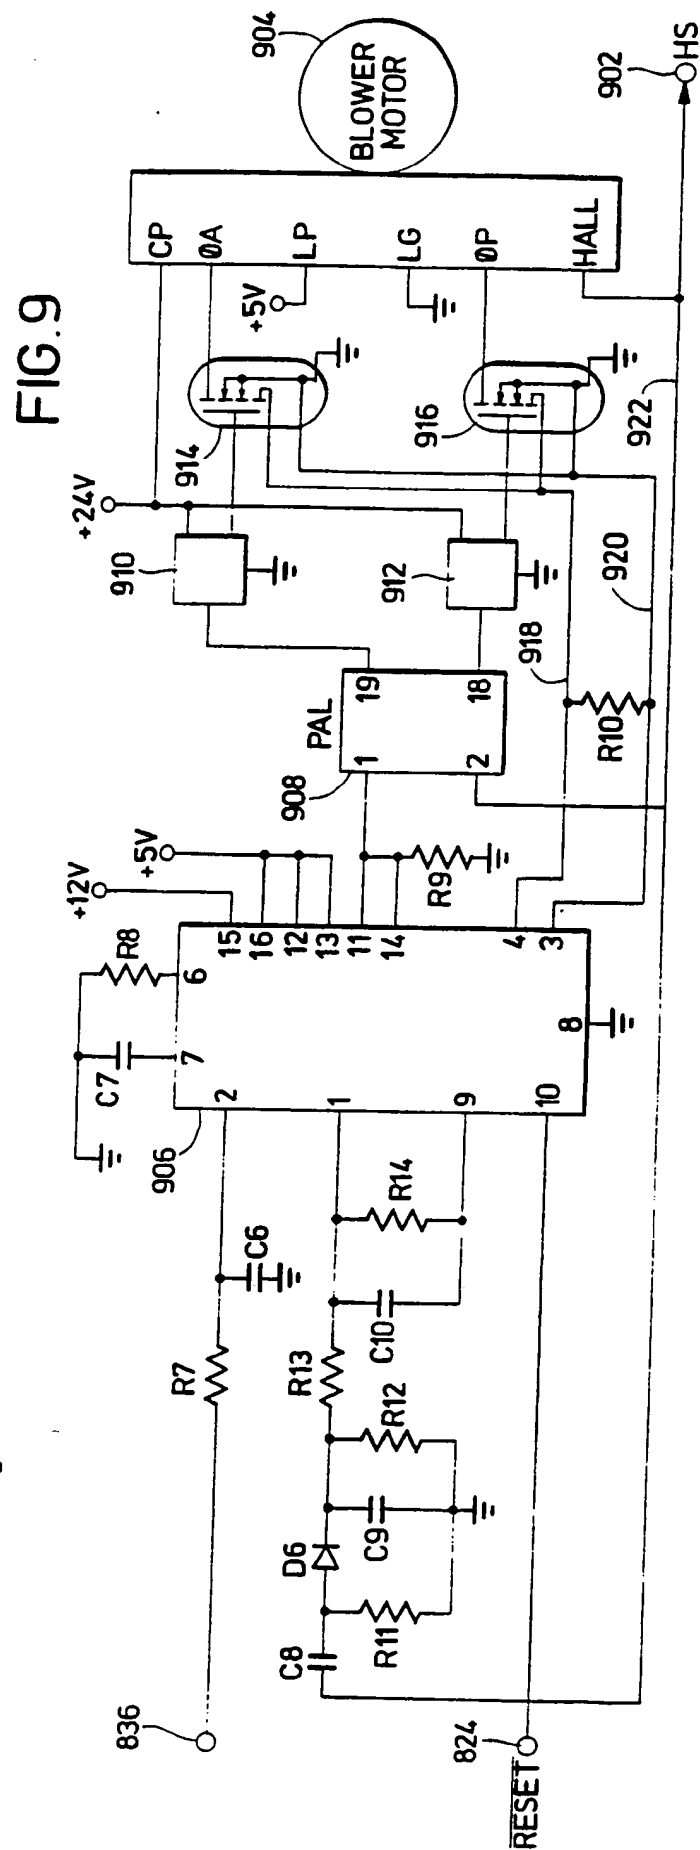 FIG.9
904
BLOWER
MOTOR
902
HS
CP
ØA
LP
LG
ØP
HALL
+5V
914
916
922
+24V
910
912
920
918
PAL
19
18
1
2
908
R10
+12V
+5V
R9
R8
C7
6
7
15
16
12
13
11
14
4
3
8
2
1
9
10
906
C6
R14
C10
R7
R13
R12
C9
D6
R11
C8
836
824
RESET